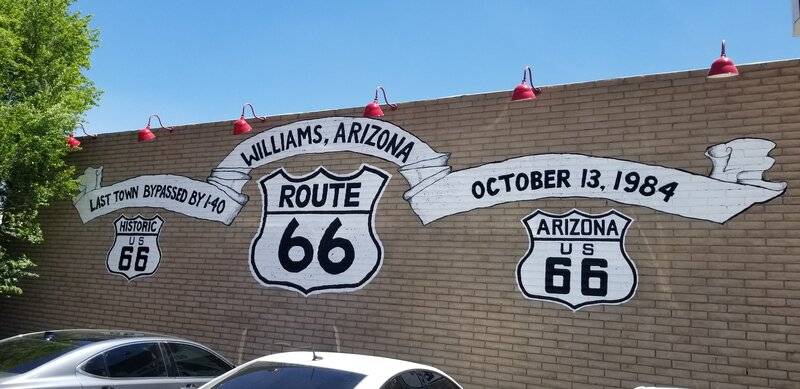 LAST TOWN BYPASSED BY I-40
WILLIAMS, ARIZONA
OCTOBER 13, 1984
HISTORIC
US
66
ROUTE
66
ARIZONA
US
66